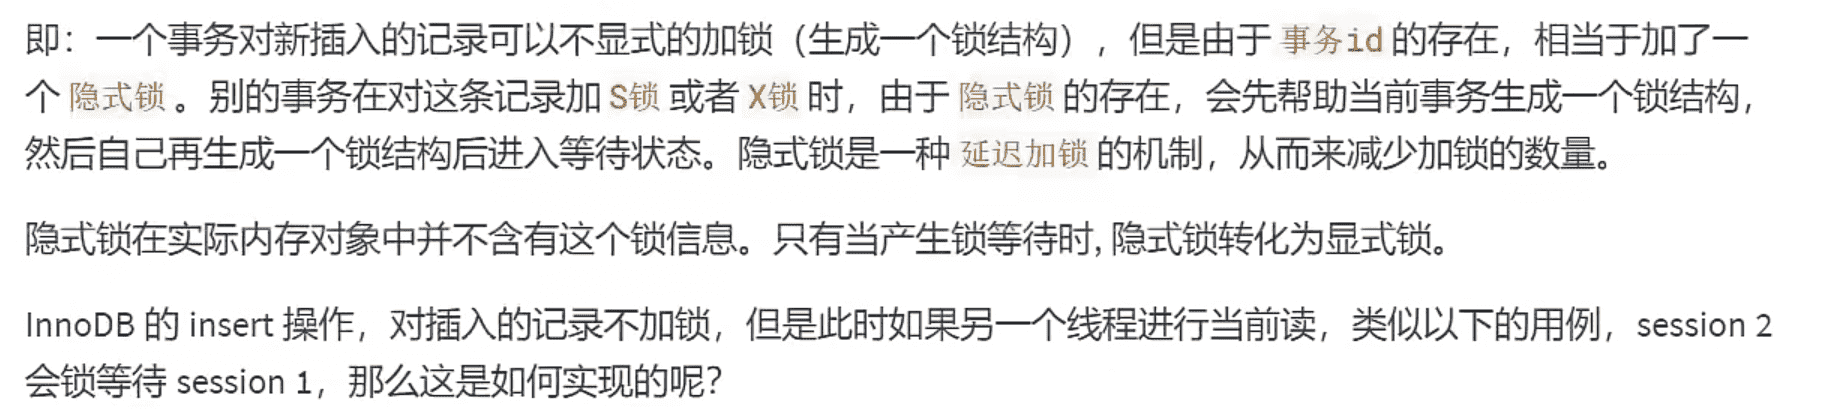 即：一个事务对新插入的记录可以不显式的加锁（生成一个锁结构），但是由于 事务id 的存在，相当于加了一
个 隐式锁 。别的事务在对这条记录加 S锁 或者 X锁 时，由于 隐式锁 的存在，会先帮助当前事务生成一个锁结构，
然后自己再生成一个锁结构后进入等待状态。隐式锁是一种 延迟加锁 的机制，从而来减少加锁的数量。
隐式锁在实际内存对象中并不含有这个锁信息。只有当产生锁等待时, 隐式锁转化为显式锁。
InnoDB 的 insert 操作，对插入的记录不加锁，但是此时如果另一个线程进行当前读，类似以下的用例，session 2
会锁等待 session 1，那么这是如何实现的呢？